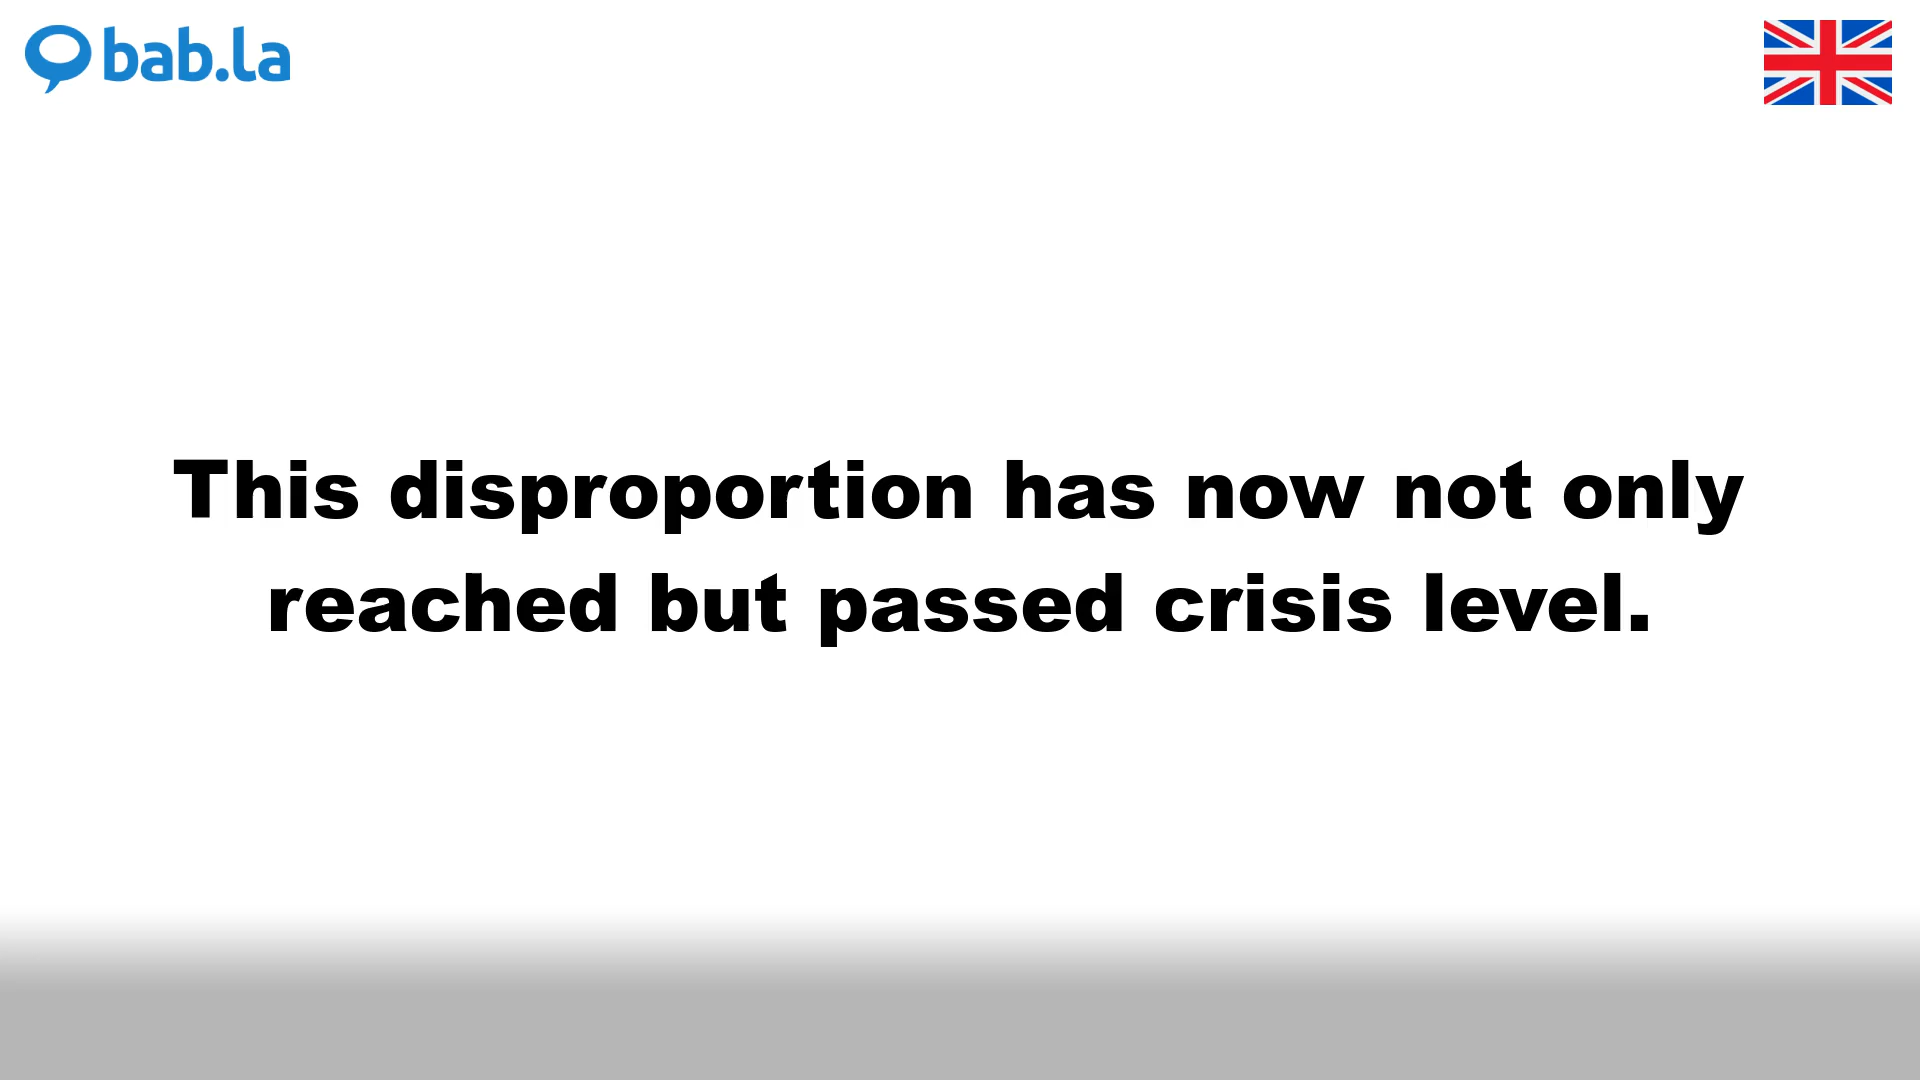 bab.la
This disproportion has now not only
reached but passed crisis level.